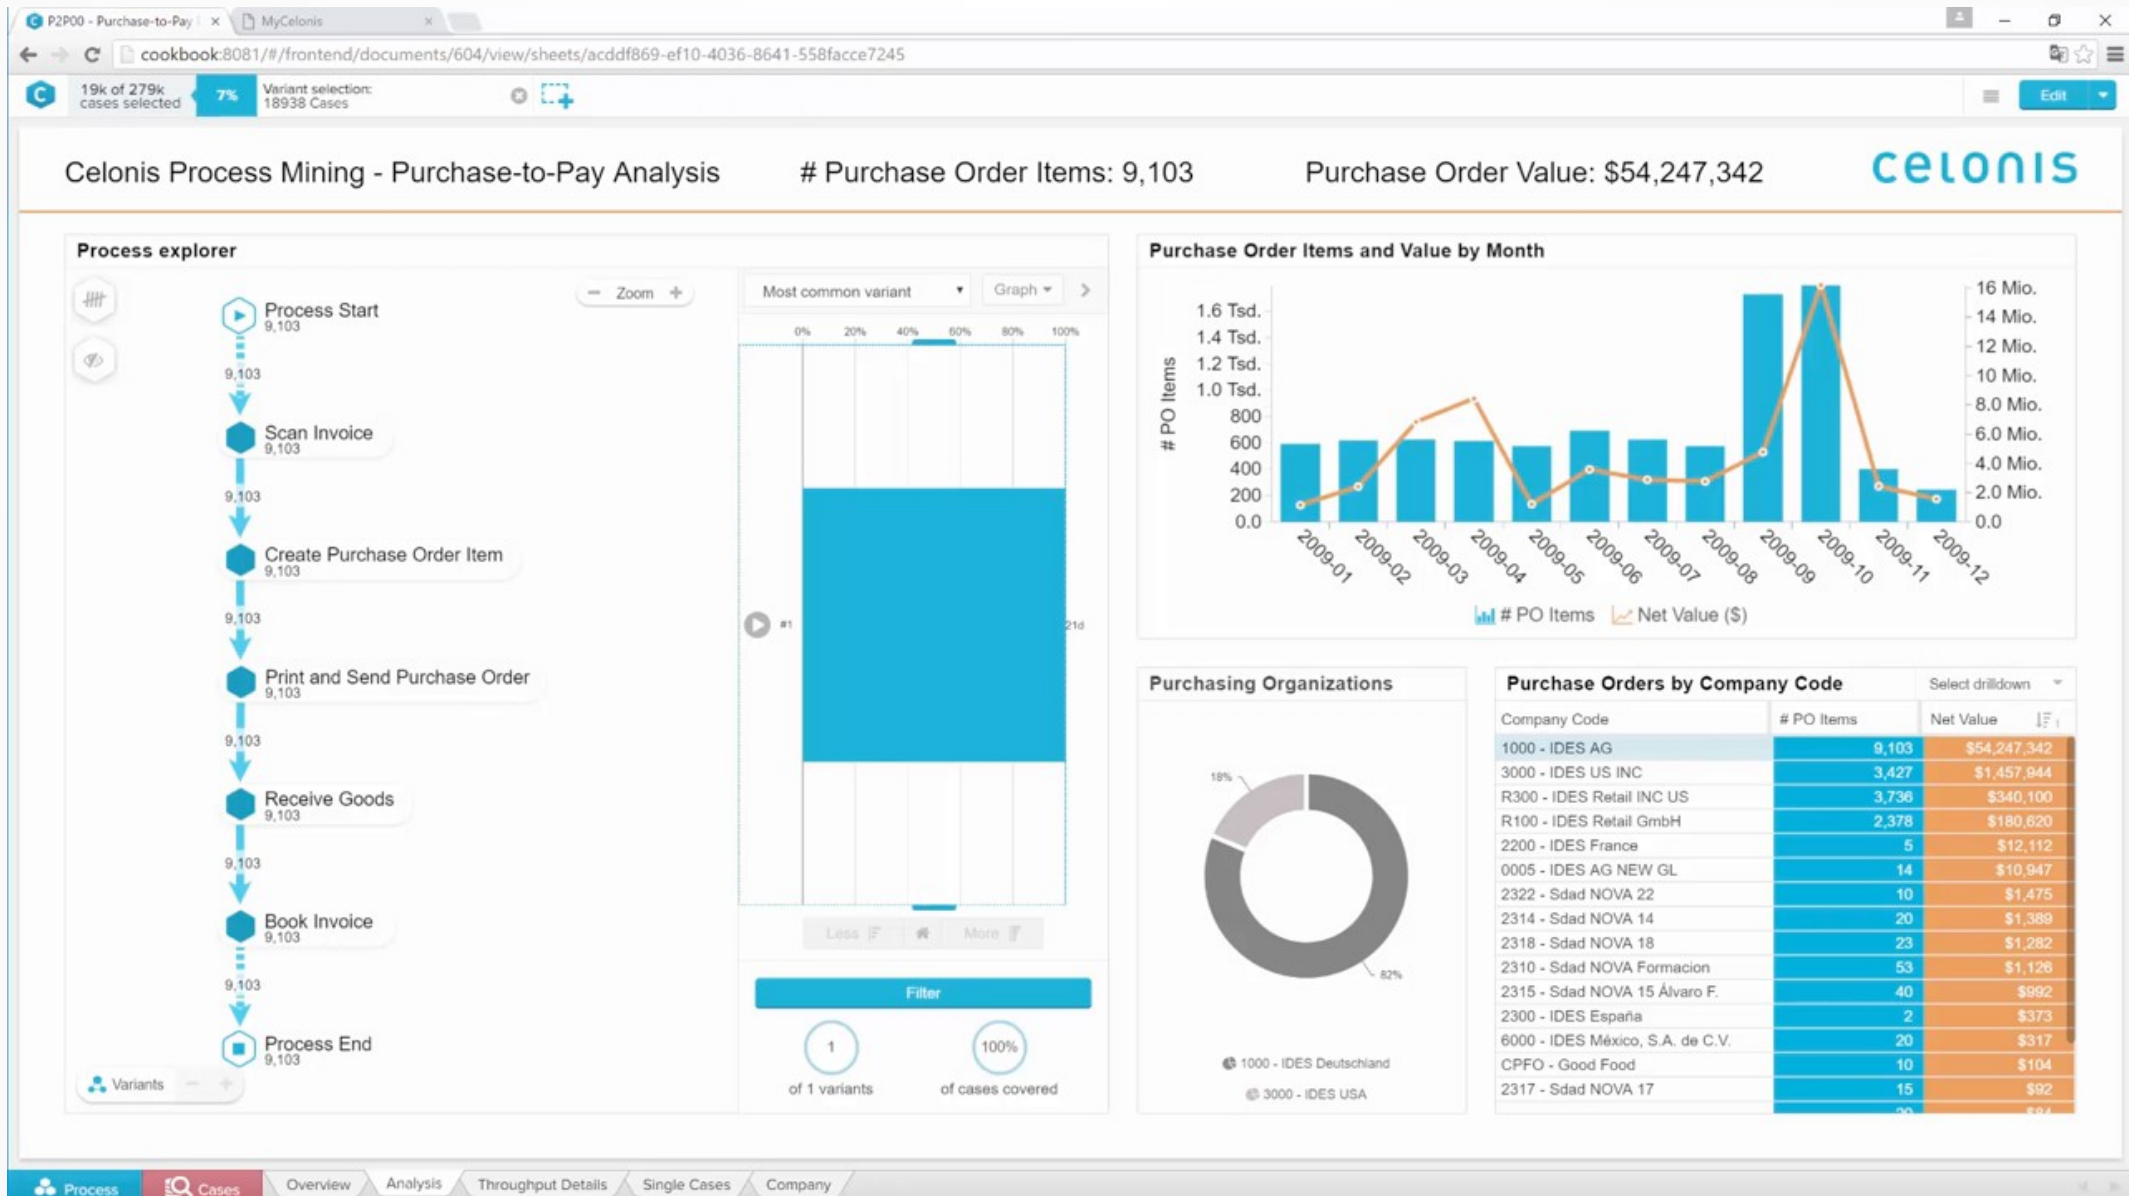 P2P00 - Purchase-to-Pay
MyCelonis
cookbook:8081/#/frontend/documents/604/view/sheets/acddf869-ef10-4036-8641-558facce7245
19k of 279k
cases selected
7%
Variant selection:
18938 Cases
Edit
Celonis Process Mining - Purchase-to-Pay Analysis
# Purchase Order Items: 9,103
Purchase Order Value: $54,247,342
celonis
Process explorer
Zoom
Process Start
9,103
9,103
Scan Invoice
9,103
9,103
Create Purchase Order Item
9,103
9,103
Print and Send Purchase Order
9,103
9,103
Receive Goods
9,103
9,103
Book Invoice
9,103
9,103
Process End
9,103
Variants
Most common variant
Graph
0% 20% 40% 60% 80% 100%
#1
21d
Less
More
Filter
1
of 1 variants
100%
of cases covered
Purchase Order Items and Value by Month
# PO Items
1.6 Tsd.
1.4 Tsd.
1.2 Tsd.
1.0 Tsd.
800
600
400
200
0.0
16 Mio.
14 Mio.
12 Mio.
10 Mio.
8.0 Mio.
6.0 Mio.
4.0 Mio.
2.0 Mio.
0.0
2009-01 2009-02 2009-03 2009-04 2009-05 2009-06 2009-07 2009-08 2009-09 2009-10 2009-11 2009-12
# PO Items Net Value ($)
Purchasing Organizations
18%
82%
1000 - IDES Deutschland
3000 - IDES USA
Purchase Orders by Company Code
Select drilldown
Company Code # PO Items Net Value 1
1000 - IDES AG 9,103 $54,247,342
3000 - IDES US INC 3,427 $1,457,944
R300 - IDES Retail INC US 3,736 $340,100
R100 - IDES Retail GmbH 2,378 $180,620
2200 - IDES France 5 $12,112
0005 - IDES AG NEW GL 14 $10,947
2322 - Sdad NOVA 22 10 $1,475
2314 - Sdad NOVA 14 20 $1,389
2318 - Sdad NOVA 18 23 $1,282
2310 - Sdad NOVA Formacion 53 $1,126
2315 - Sdad NOVA 15 Álvaro F. 40 $992
2300 - IDES España 2 $373
6000 - IDES México, S.A. de C.V. 20 $317
CPFO - Good Food 10 $104
2317 - Sdad NOVA 17 15 $92
Process
Cases
Overview
Analysis
Throughput Details
Single Cases
Company